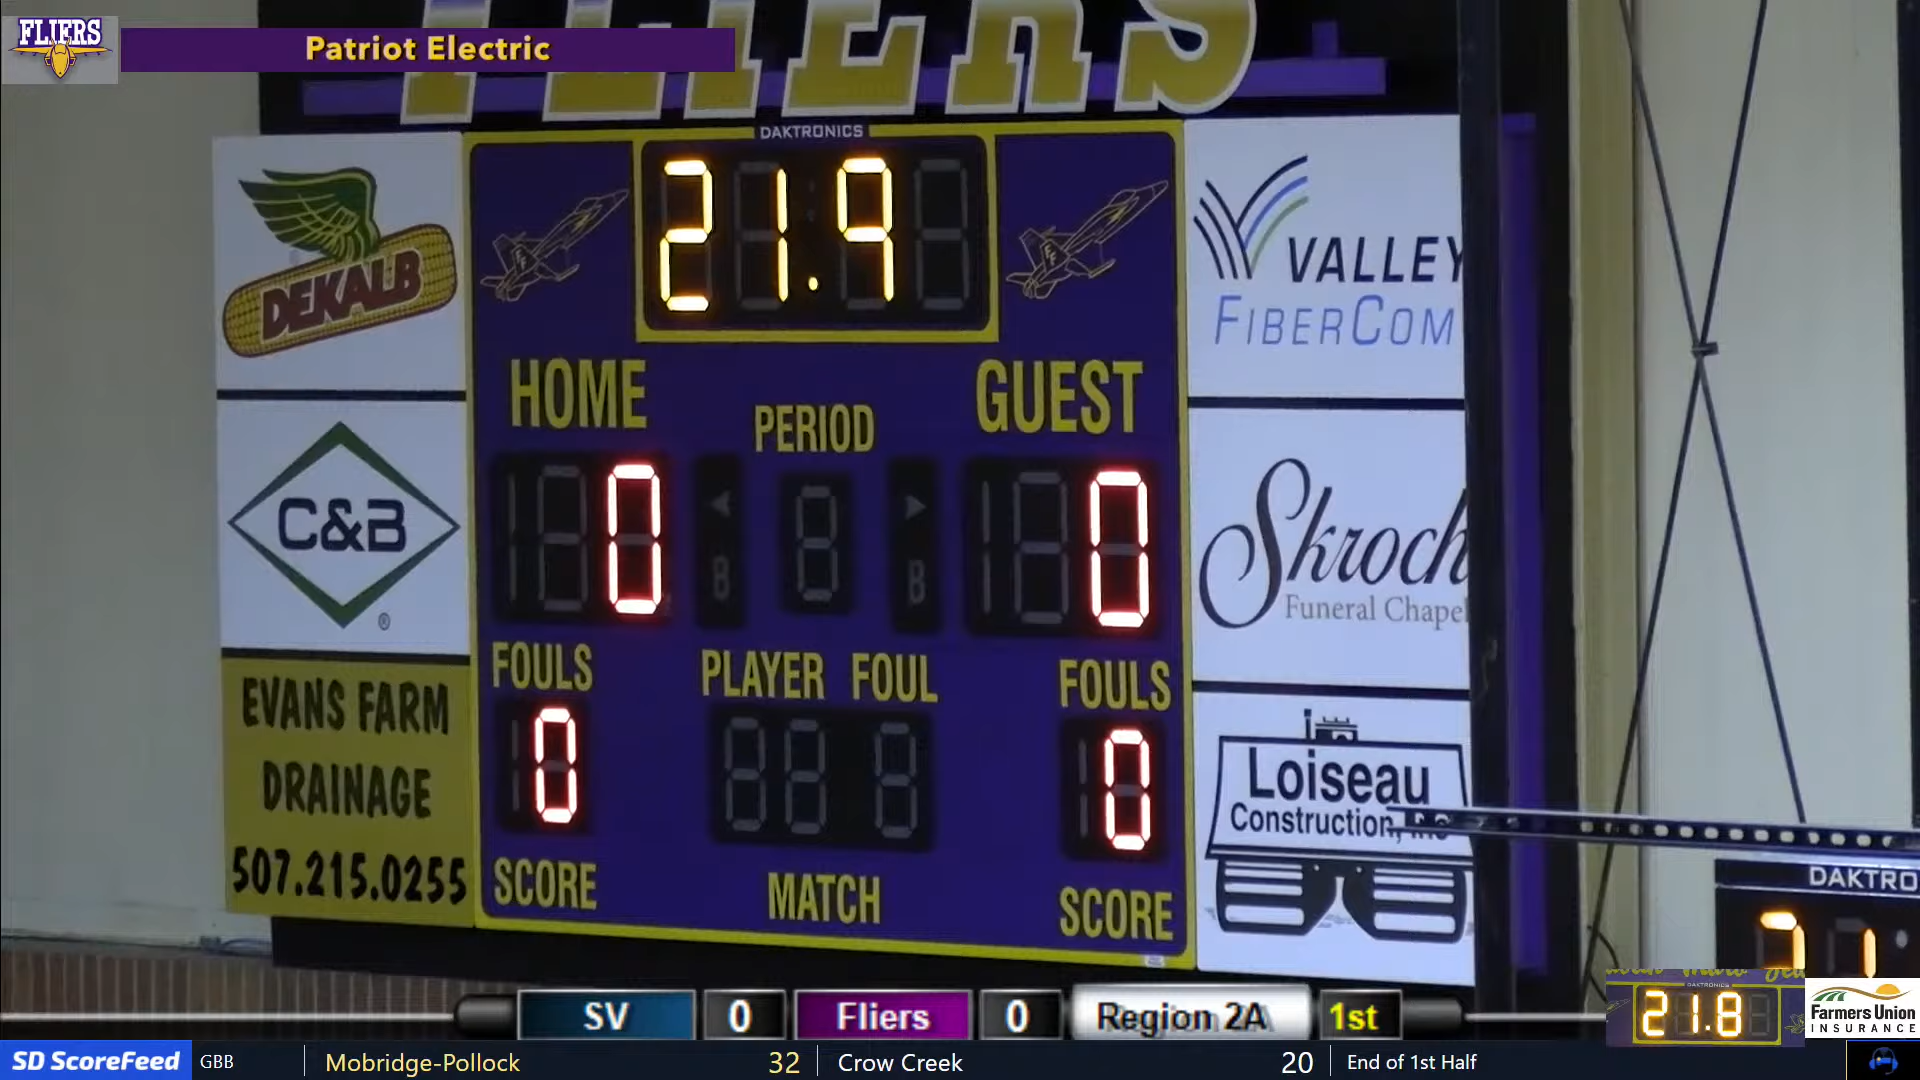 FLIERS
Patriot Electric
FLIERS
DAKTRONICS
21.9
DEKALB
VALLEY
FIBERCOM
HOME
GUEST
PERIOD
0
0
B
B
C&B
®
Skroch
Funeral Chapel
FOULS
PLAYER FOUL
FOULS
0
0
EVANS FARM
DRAINAGE
507.215.0255
Loiseau
Construction, Inc
SCORE
MATCH
SCORE
DAKTRO
21.8
Farmers Union
INSURANCE
SV 0 Fliers 0 Region 2A 1st
SD ScoreFeed GBB Mobridge-Pollock 32 Crow Creek 20 End of 1st Half